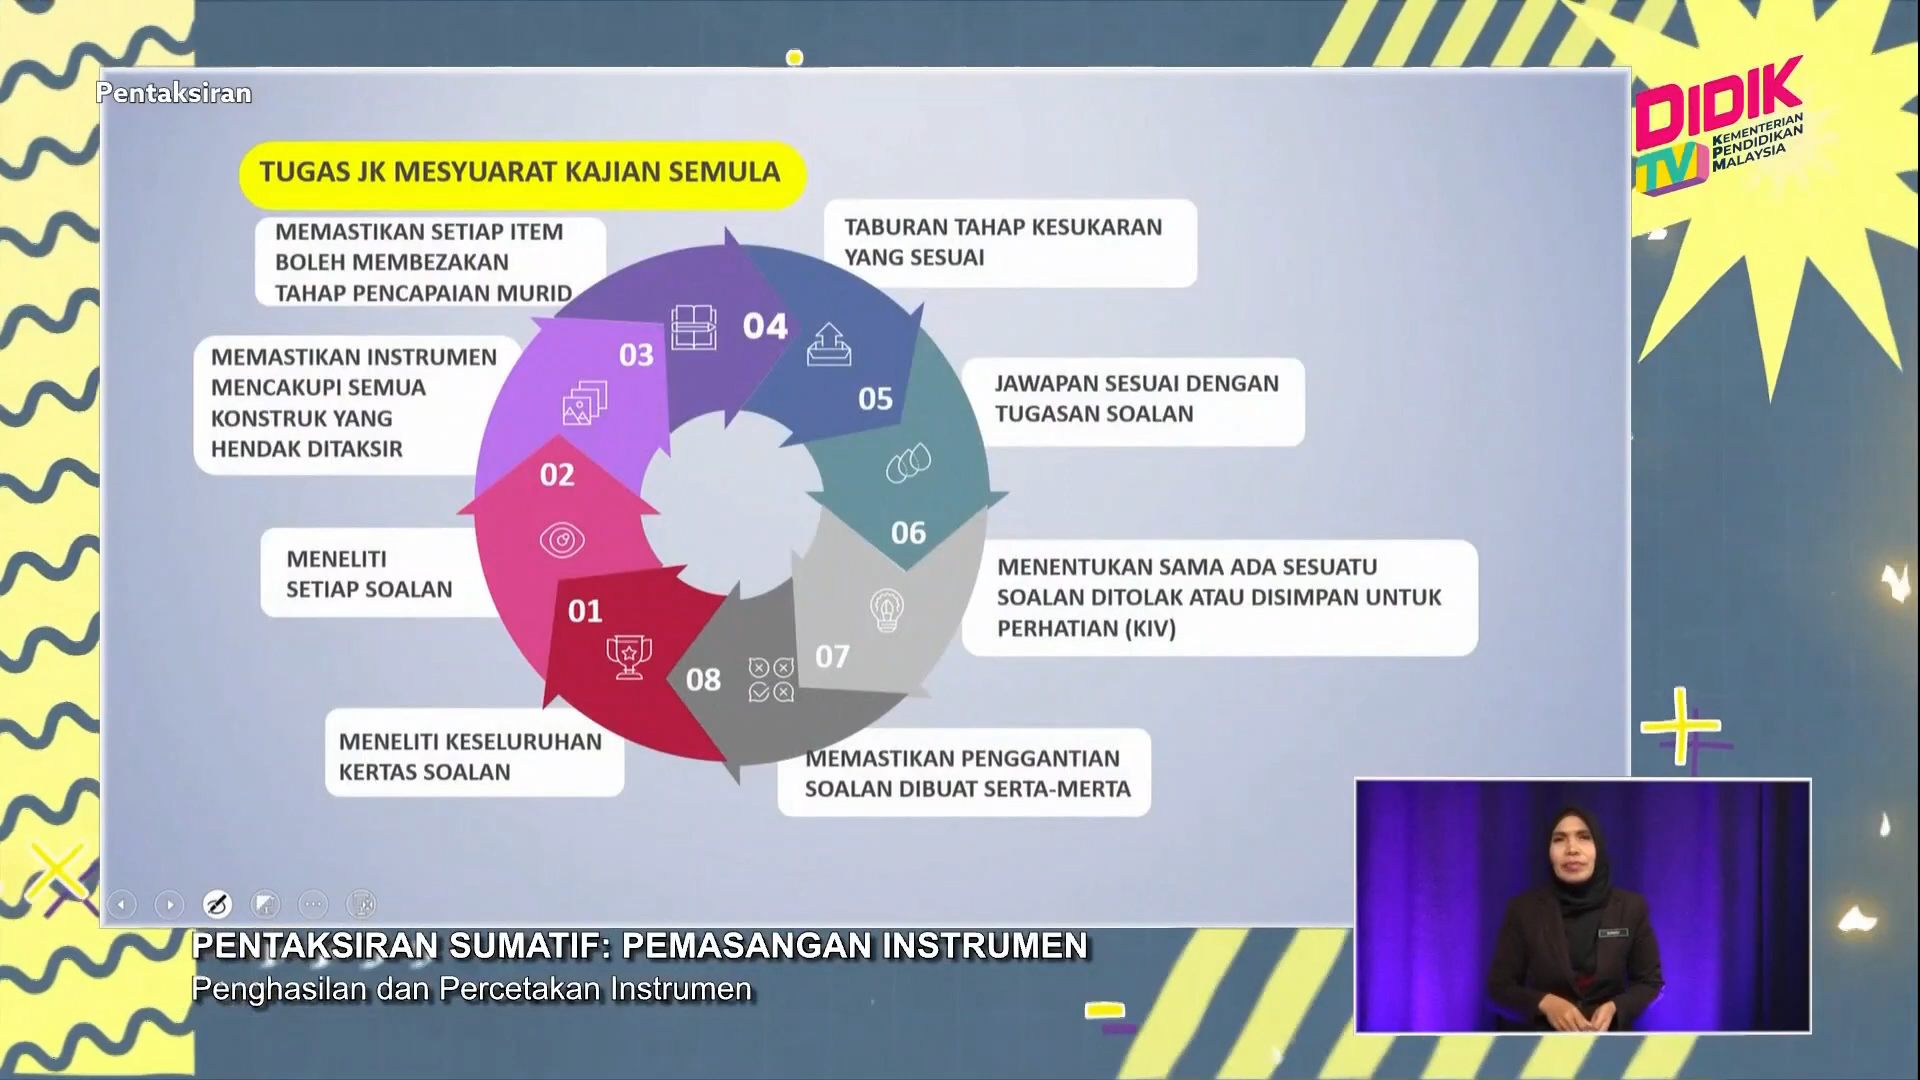 Pentaksiran
DIDIK
TV
KEMENTERIAN
PENDIDIKAN
MALAYSIA
TUGAS JK MESYUARAT KAJIAN SEMULA
MEMASTIKAN SETIAP ITEM
BOLEH MEMBEZAKAN
TAHAP PENCAPAIAN MURID
TABURAN TAHAP KESUKARAN
YANG SESUAI
MEMASTIKAN INSTRUMEN
MENCAKUPI SEMUA
KONSTRUK YANG
HENDAK DITAKSIR
JAWAPAN SESUAI DENGAN
TUGASAN SOALAN
MENELITI
SETIAP SOALAN
MENENTUKAN SAMA ADA SESUATU
SOALAN DITOLAK ATAU DISIMPAN UNTUK
PERHATIAN (KIV)
MENELITI KESELURUHAN
KERTAS SOALAN
MEMASTIKAN PENGGANTIAN
SOALAN DIBUAT SERTA-MERTA
01
02
03
04
05
06
07
08
PENTAKSIRAN SUMATIF: PEMASANGAN INSTRUMEN
Penghasilan dan Percetakan Instrumen